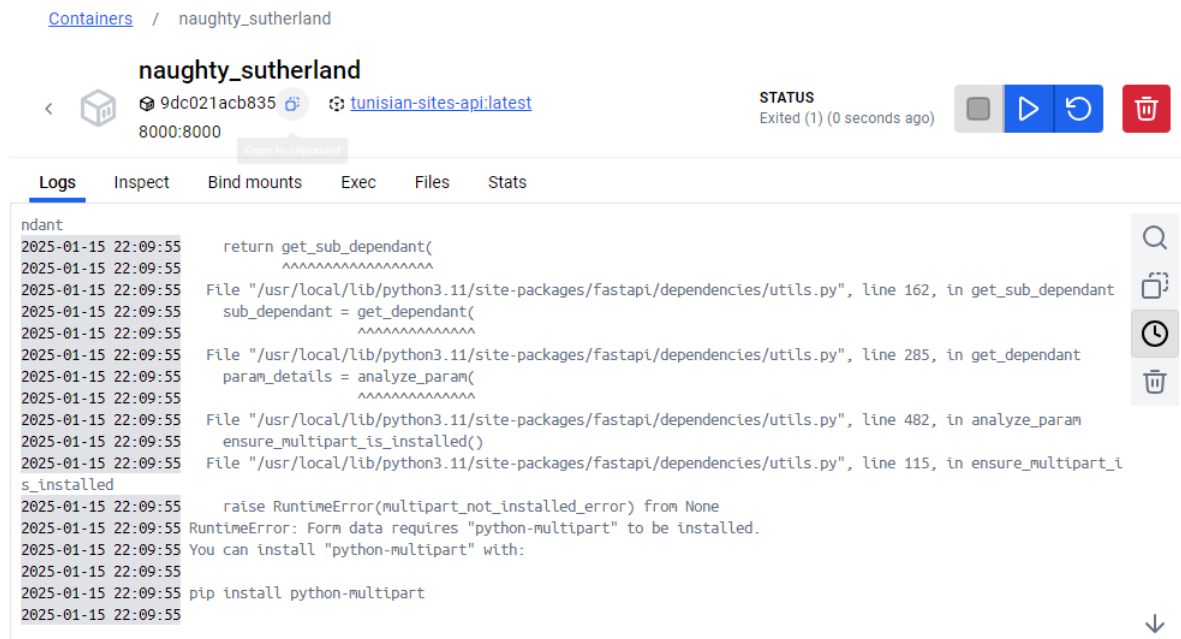 Containers / naughty_sutherland
naughty_sutherland
9dc021acb835 tunisian-sites-api:latest
8000:8000
Copy to clipboard
STATUS
Exited (1) (0 seconds ago)
Logs Inspect Bind mounts Exec Files Stats
ndant
2025-01-15 22:09:55     return get_sub_dependant(
2025-01-15 22:09:55            ^^^^^^^^^^^^^^^^^^
2025-01-15 22:09:55   File "/usr/local/lib/python3.11/site-packages/fastapi/dependencies/utils.py", line 162, in get_sub_dependant
2025-01-15 22:09:55     sub_dependant = get_dependant(
2025-01-15 22:09:55                     ^^^^^^^^^^^^^^
2025-01-15 22:09:55   File "/usr/local/lib/python3.11/site-packages/fastapi/dependencies/utils.py", line 285, in get_dependant
2025-01-15 22:09:55     param_details = analyze_param(
2025-01-15 22:09:55                     ^^^^^^^^^^^^^^
2025-01-15 22:09:55   File "/usr/local/lib/python3.11/site-packages/fastapi/dependencies/utils.py", line 482, in analyze_param
2025-01-15 22:09:55     ensure_multipart_is_installed()
2025-01-15 22:09:55   File "/usr/local/lib/python3.11/site-packages/fastapi/dependencies/utils.py", line 115, in ensure_multipart_i
s_installed
2025-01-15 22:09:55     raise RuntimeError(multipart_not_installed_error) from None
2025-01-15 22:09:55 RuntimeError: Form data requires "python-multipart" to be installed.
2025-01-15 22:09:55 You can install "python-multipart" with:
2025-01-15 22:09:55
2025-01-15 22:09:55 pip install python-multipart
2025-01-15 22:09:55